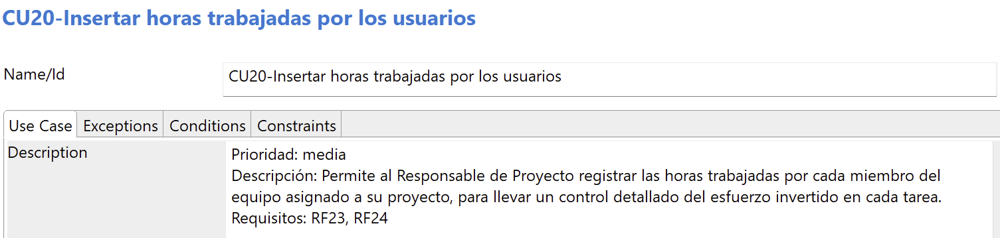 CU20-Insertar horas trabajadas por los usuarios
Name/Id
CU20-Insertar horas trabajadas por los usuarios
Use Case
Exceptions
Conditions
Constraints
Description
Prioridad: media
Descripción: Permite al Responsable de Proyecto registrar las horas trabajadas por cada miembro del
equipo asignado a su proyecto, para llevar un control detallado del esfuerzo invertido en cada tarea.
Requisitos: RF23, RF24